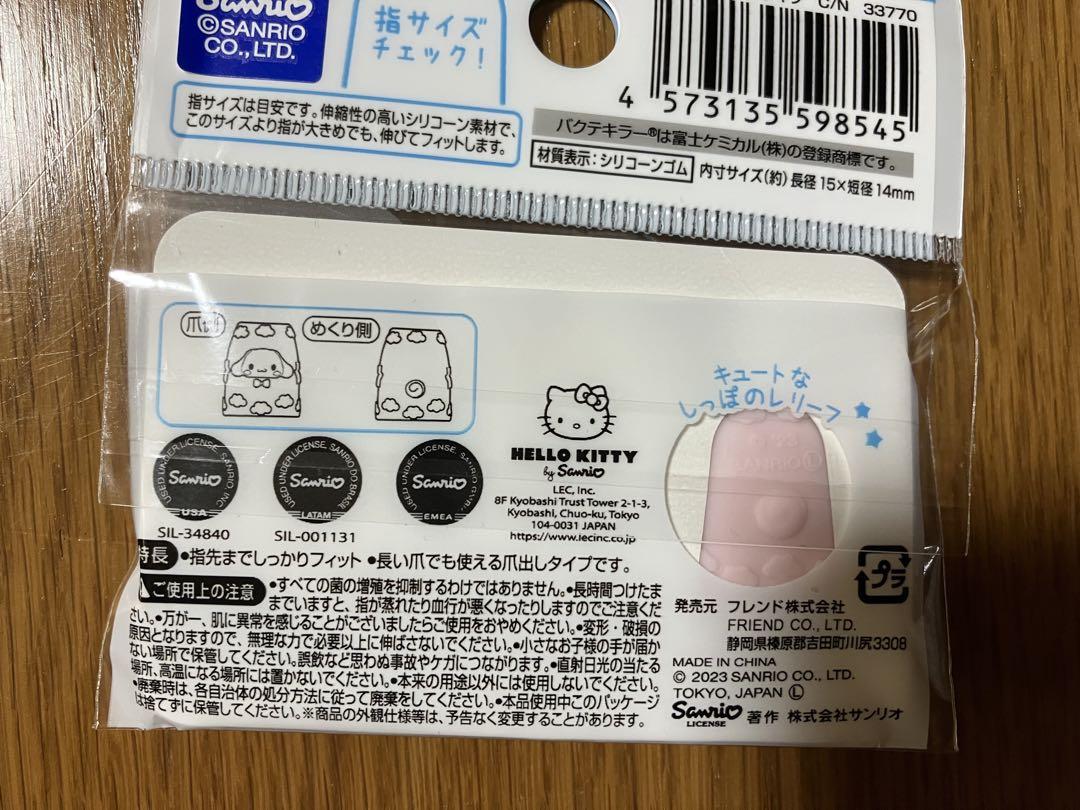 Sanrio
©SANRIO
CO., LTD.
指サイズ
チェック!
C/N 33770
4 573135 598545
指サイズは目安です。伸縮性の高いシリコーン素材で、
このサイズより指が大きめでも、伸びてフィットします。
バクテキラー®は富士ケミカル(株)の登録商標です。
材質表示:シリコーンゴム 内寸サイズ(約)長径15×短径14mm
爪側 めくり側
キュートな
しっぽのレリーフ
USED UNDER LICENSE, SANRIO, INC.
Sanrio
USA
SIL-34840
USED UNDER LICENSE, SANRIO DO BRASIL
Sanrio
LATAM
SIL-001131
USED UNDER LICENSE, SANRIO
Sanrio
EMEA
HELLO KITTY
by Sanrio
LEC, Inc.
8F Kyobashi Trust Tower 2-1-3,
Kyobashi, Chuo-ku, Tokyo
104-0031 JAPAN
https://www.lecinc.co.jp
特長 •指先までしっかりフィット •長い爪でも使える爪出しタイプです。
ご使用上の注意 •すべての菌の増殖を抑制するわけではありません。•長時間つけたま
までいますと、指が蒸れたり血行が悪くなったりしますのでご注意くだ
さい。•万が一、肌に異常を感じることがございましたらご使用をおやめください。•変形・破損の
原因となりますので、無理な力で必要以上に伸ばさないでください。•小さなお子様の手が届か
ない場所で保管してください。誤飲など思わぬ事故やケガにつながります。•直射日光の当たる
場所、高温になる場所には置かないでください。•本来の用途以外には使用しないでください。
•廃棄時は、各自治体の処分方法に従って廃棄をしてください。•本品使用中このパッケージ
は捨てずに保管してください。※商品の外観仕様等は、予告なく変更することがあります。
プラ
発売元 フレンド株式会社
FRIEND CO., LTD.
静岡県榛原郡吉田町川尻3308
MADE IN CHINA
© 2023 SANRIO CO., LTD.
TOKYO, JAPAN Ⓛ
Sanrio 著作 株式会社サンリオ
LICENSE